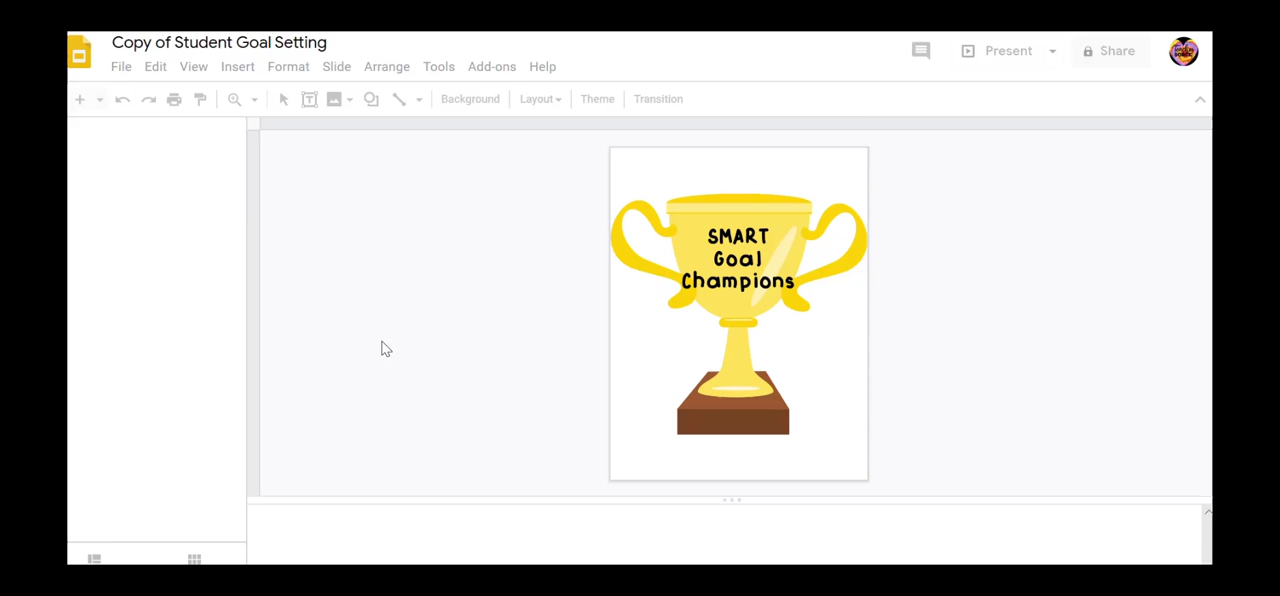 Copy of Student Goal Setting
File Edit View Insert Format Slide Arrange Tools Add-ons Help
Present
Share
Background Layout Theme Transition
SMART
Goal
Champions